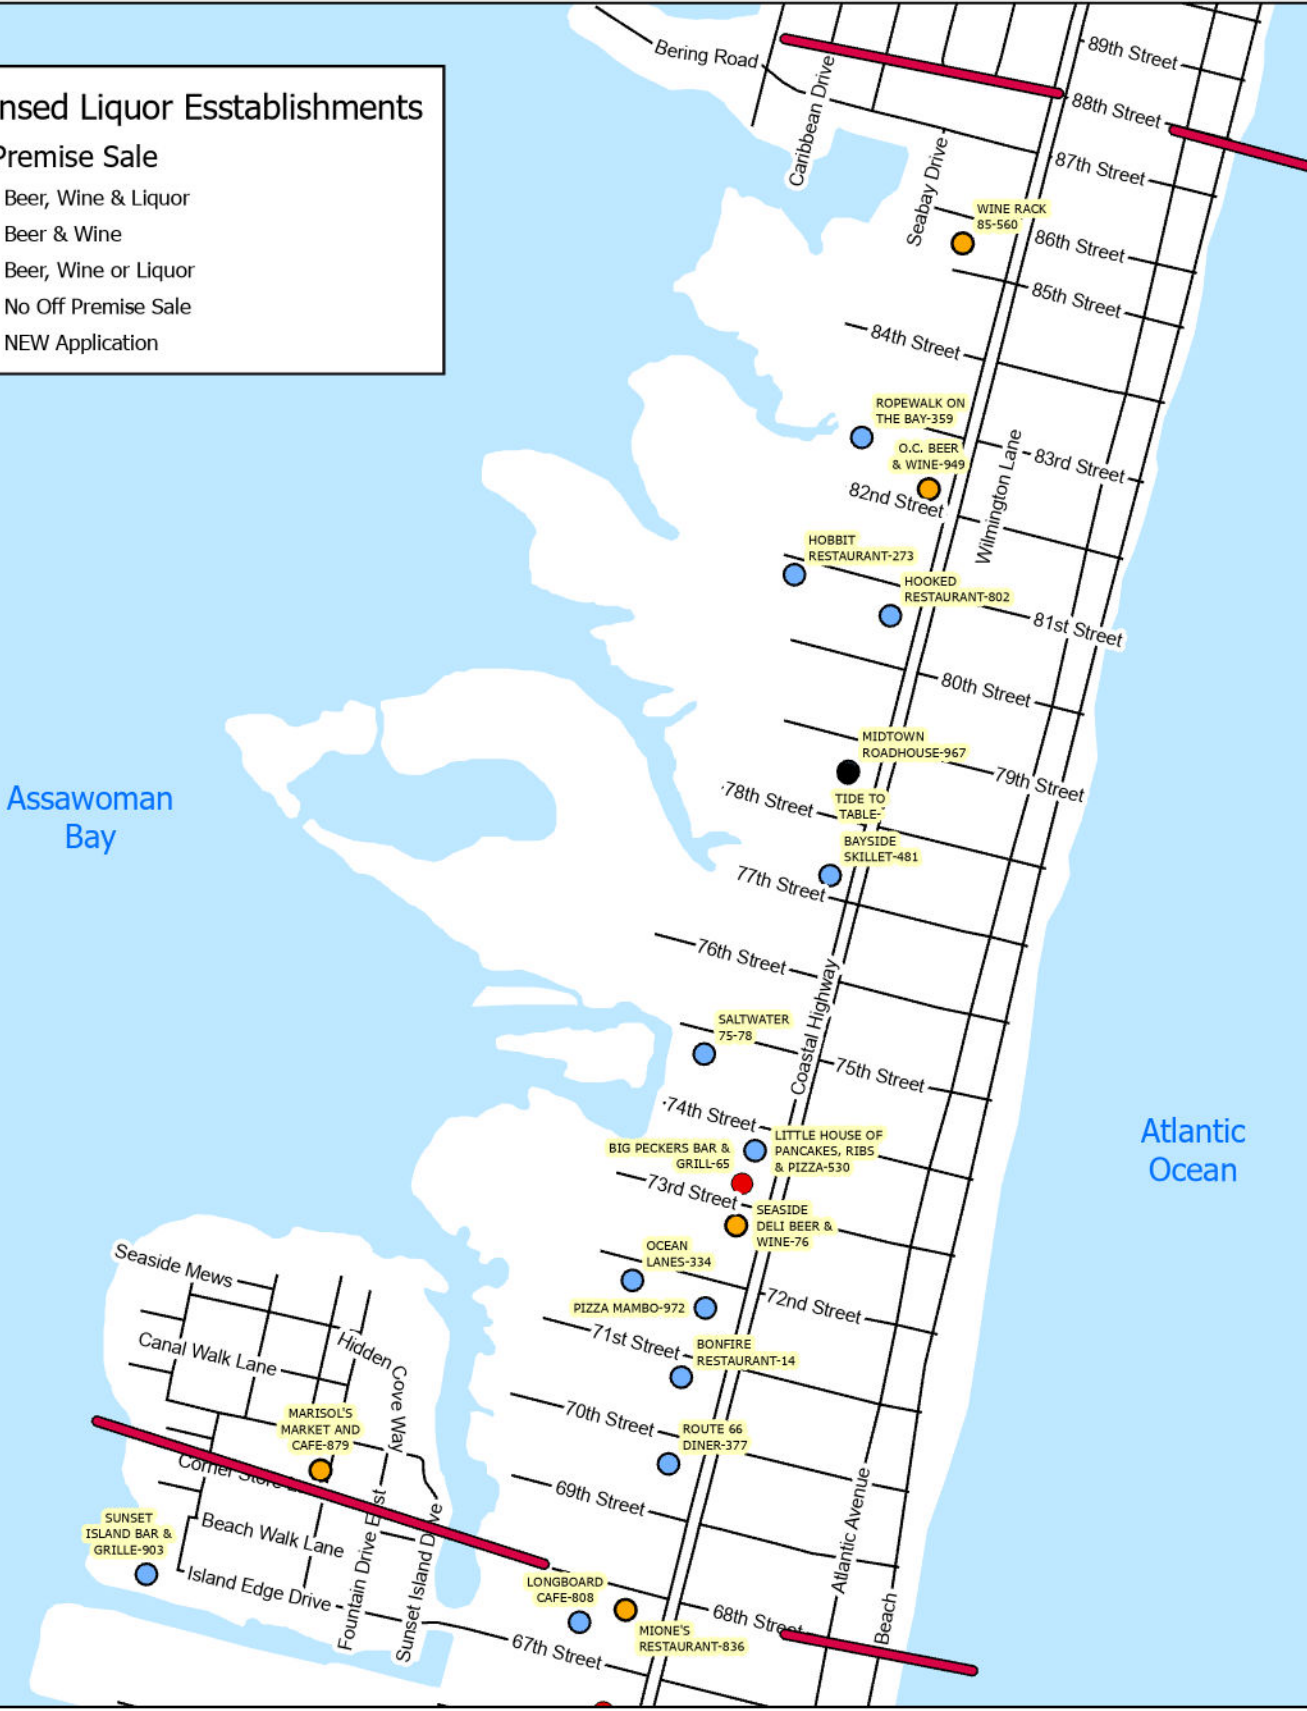 nsed Liquor Esstablishments
Premise Sale
Beer, Wine & Liquor
Beer & Wine
Beer, Wine or Liquor
No Off Premise Sale
NEW Application
Bering Road
Caribbean Drive
Seabay Drive
89th Street
88th Street
87th Street
WINE RACK
85-560
86th Street
85th Street
84th Street
ROPEWALK ON
THE BAY-359
O.C. BEER
& WINE-949
83rd Street
Wilmington Lane
82nd Street
HOBBIT
RESTAURANT-273
HOOKED
RESTAURANT-802
81st Street
80th Street
MIDTOWN
ROADHOUSE-967
79th Street
78th Street
TIDE TO
TABLE-
BAYSIDE
SKILLET-481
77th Street
Assawoman
Bay
76th Street
Coastal Highway
SALTWATER
75-78
75th Street
74th Street
Atlantic
Ocean
LITTLE HOUSE OF
PANCAKES, RIBS
& PIZZA-530
BIG PECKERS BAR &
GRILL-65
73rd Street
SEASIDE
DELI BEER &
WINE-76
OCEAN
LANES-334
72nd Street
PIZZA MAMBO-972
71st Street
BONFIRE
RESTAURANT-14
70th Street
ROUTE 66
DINER-377
69th Street
Seaside Mews
Canal Walk Lane
Hidden Cove Way
MARISOL'S
MARKET AND
CAFE-879
Corner Store
SUNSET
ISLAND BAR &
GRILLE-903
Beach Walk Lane
Island Edge Drive
Fountain Drive East
Sunset Island Drive
LONGBOARD
CAFE-808
MIONE'S
RESTAURANT-836
68th Street
67th Street
Atlantic Avenue
Beach